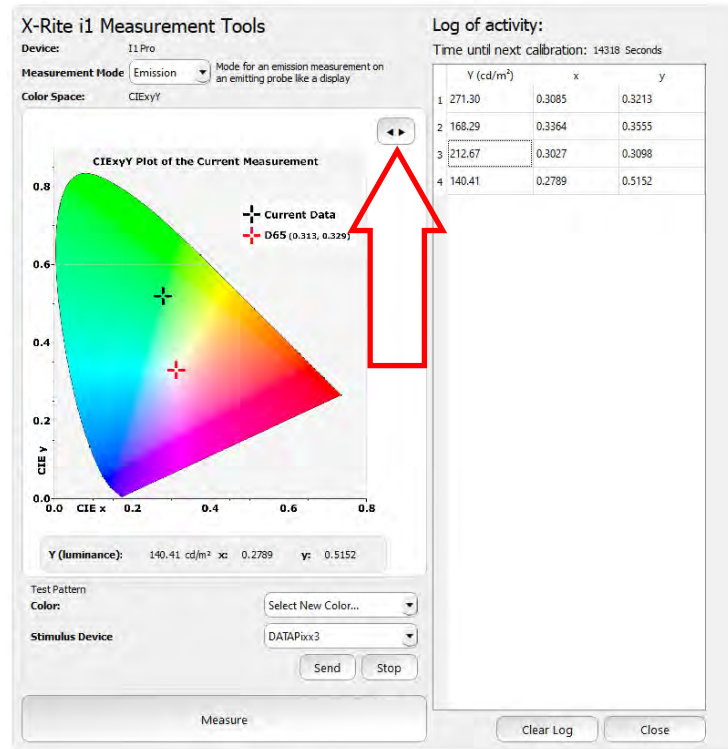 X-Rite i1 Measurement Tools
Device: I1 Pro
Measurement Mode Emission Mode for an emission measurement on
an emitting probe like a display
Color Space: CIExyY
CIExyY Plot of the Current Measurement
0.8
Current Data
D65 (0.313, 0.329)
0.6
0.4
0.2
CIE y
0.0
0.0 CIE x 0.2 0.4 0.6 0.8
Y (luminance): 140.41 cd/m² x: 0.2789 y: 0.5152
Test Pattern
Color: Select New Color...
Stimulus Device DATAPixx3
Send Stop
Measure
Log of activity:
Time until next calibration: 14318 Seconds
Y (cd/m²) x y
1 271.30 0.3085 0.3213
2 168.29 0.3364 0.3555
3 212.67 0.3027 0.3098
4 140.41 0.2789 0.5152
Clear Log Close